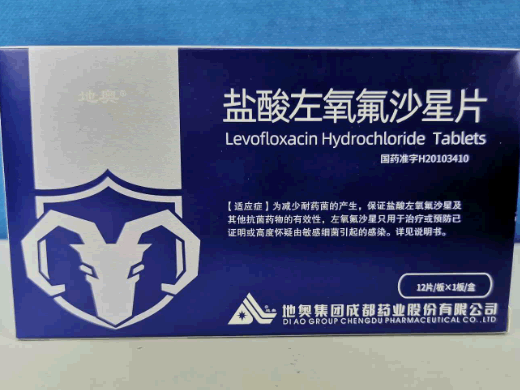 地奥®
盐酸左氧氟沙星片
Levofloxacin Hydrochloride Tablets
国药准字H20103410
【适应症】为减少耐药菌的产生，保证盐酸左氧氟沙星及
其他抗菌药物的有效性，左氧氟沙星只用于治疗或预防已
证明或高度怀疑由敏感细菌引起的感染。详见说明书。
12片/板×1板/盒
地奥集团成都药业股份有限公司
DIAO GROUP CHENGDU PHARMACEUTICAL CO.,LTD